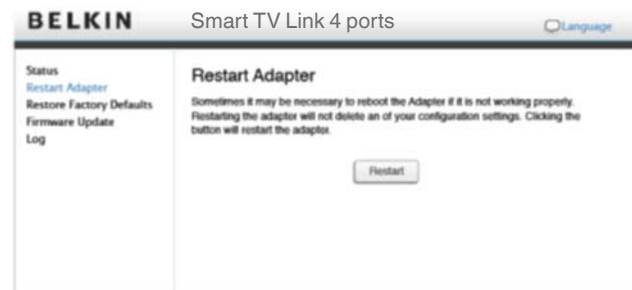 BELKIN
Smart TV Link 4 ports
Language
Status
Restart Adapter
Restore Factory Defaults
Firmware Update
Log
Restart Adapter
Sometimes it may be necessary to reboot the Adapter if it is not working properly.
Restarting the adapter will not delete an of your configuration settings. Clicking the
button will restart the adapter.
Restart